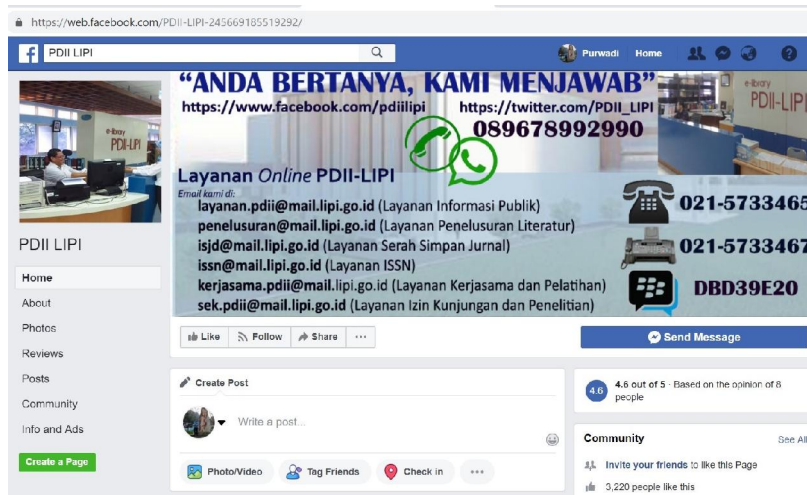 https://web.facebook.com/PDII-LIPI-245669185519292/
PDII LIPI
Purwadi Home
"ANDA BERTANYA, KAMI MENJAWAB"
https://www.facebook.com/pdiilipi https://twitter.com/PDII_LIPI
089678992990
e-library
PDII-LIPI
e-library
PDII-LIPI
Layanan Online PDII-LIPI
Email kami di:
layanan.pdii@mail.lipi.go.id (Layanan Informasi Publik)
penelusuran@mail.lipi.go.id (Layanan Penelusuran Literatur)
isjd@mail.lipi.go.id (Layanan Serah Simpan Jurnal)
issn@mail.lipi.go.id (Layanan ISSN)
kerjasama.pdii@mail.lipi.go.id (Layanan Kerjasama dan Pelatihan)
sek.pdii@mail.lipi.go.id (Layanan Izin Kunjungan dan Penelitian)
021-5733465
021-5733467
DBD39E20
PDII LIPI
Home
About
Photos
Reviews
Posts
Community
Info and Ads
Create a Page
Like Follow Share ...
Send Message
Create Post
Write a post...
Photo/Video Tag Friends Check in ...
4.6
4.6 out of 5 · Based on the opinion of 8
people
Community See All
Invite your friends to like this Page
3,220 people like this